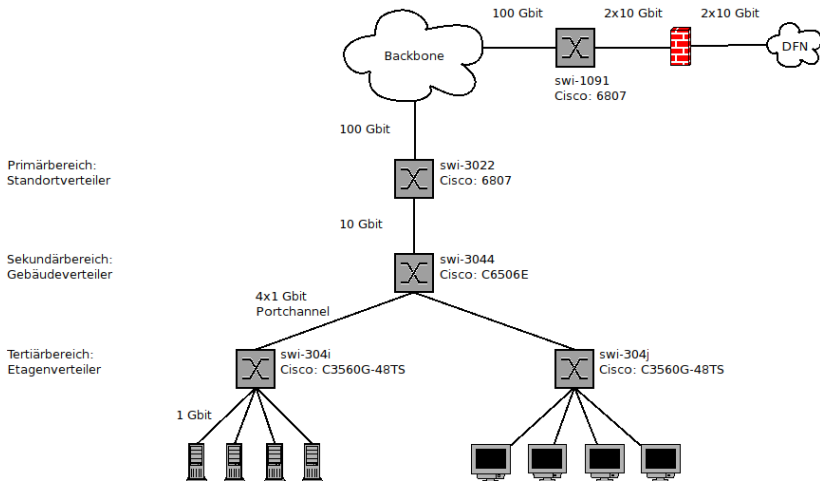 100 Gbit
2x10 Gbit
2x10 Gbit
Backbone
DFN
swi-1091
Cisco: 6807
100 Gbit
Primärbereich:
Standortverteiler
swi-3022
Cisco: 6807
10 Gbit
Sekundärbereich:
Gebäudeverteiler
swi-3044
Cisco: C6506E
4x1 Gbit
Portchannel
Tertiärbereich:
Etagenverteiler
swi-304i
Cisco: C3560G-48TS
swi-304j
Cisco: C3560G-48TS
1 Gbit